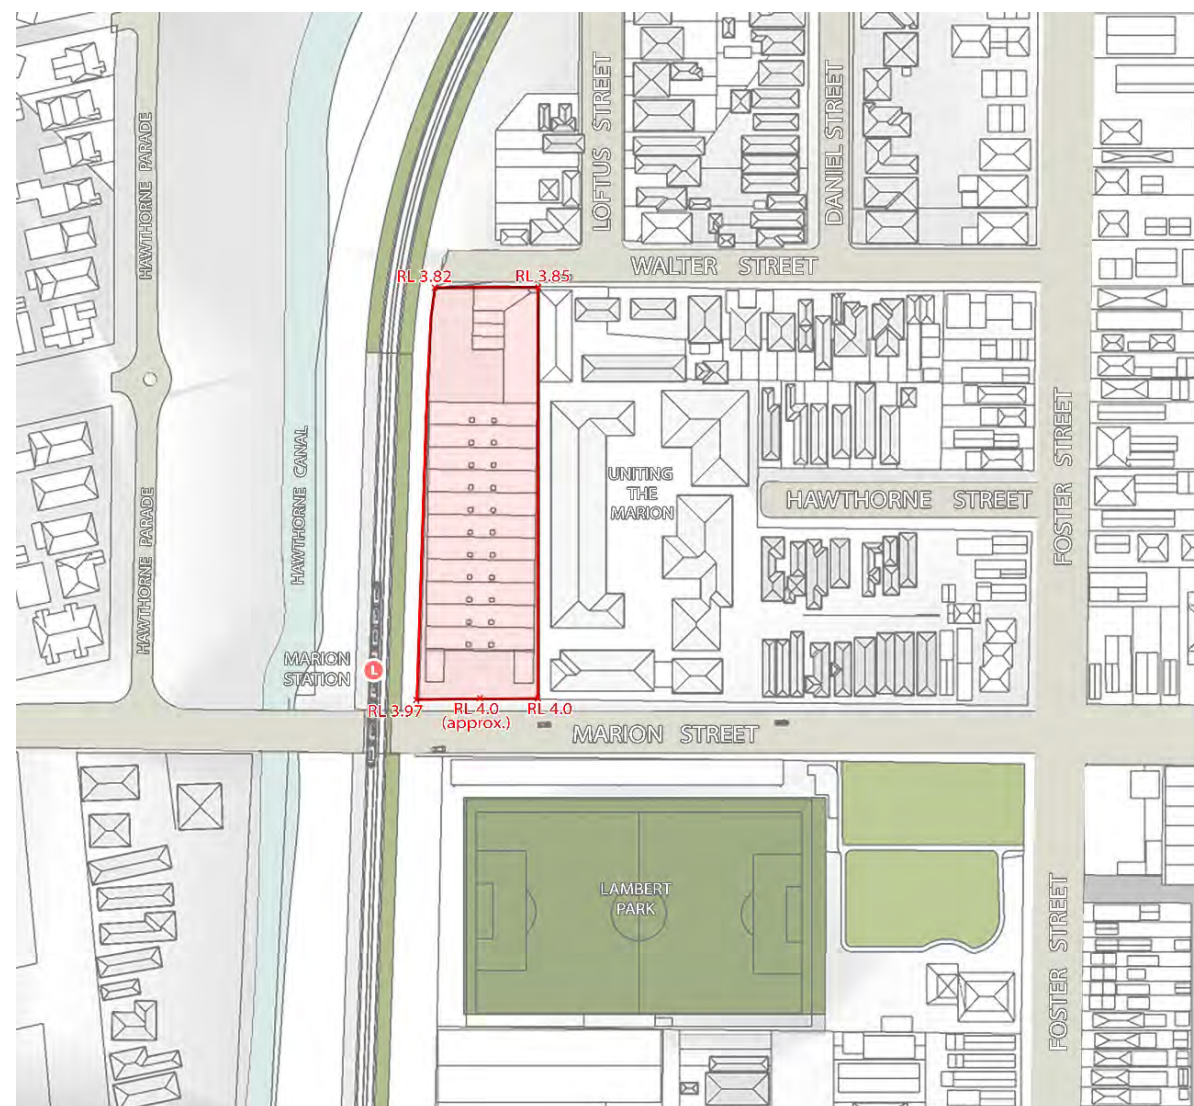 LOFTUS STREET
DANIEL STREET
HAWTHORNE PARADE
WALTER STREET
RL 3.82
RL 3.85
HAWTHORNE CANAL
FOSTER STREET
UNITING
THE
MARION
HAWTHORNE STREET
HAWTHORNE PARADE
MARION
STATION
L
RL 3.97
RL 4.0
(approx.)
RL 4.0
MARION STREET
LAMBERT
PARK
FOSTER STREET